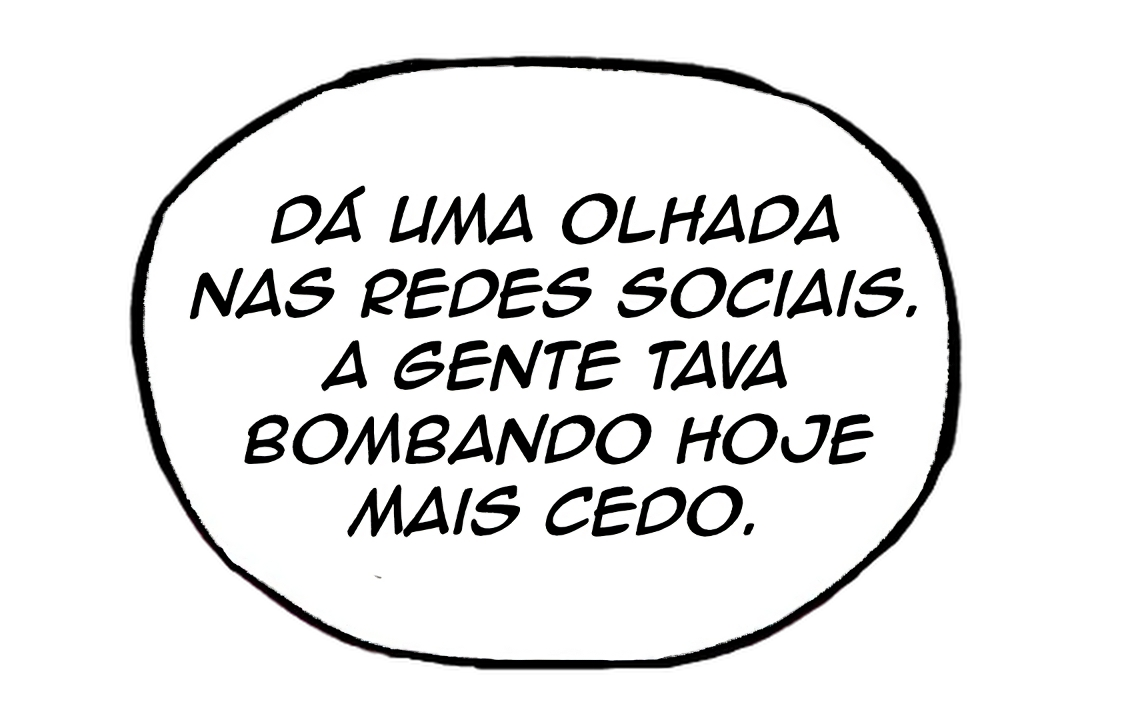 DÁ UMA OLHADA
NAS REDES SOCIAIS.
A GENTE TAVA
BOMBANDO HOJE
MAIS CEDO.